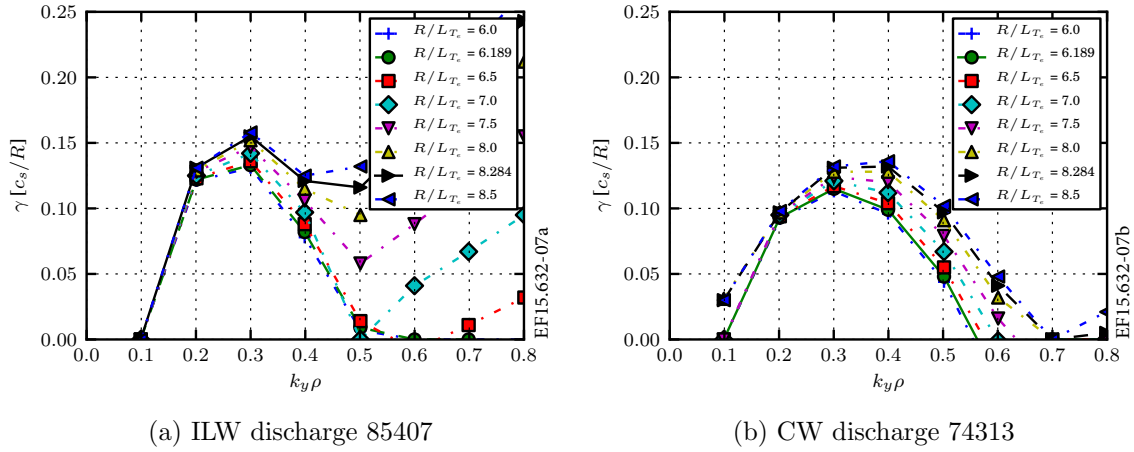 0.25
0.20
0.15
0.10
0.05
0.00
γ [c_s/R]
0.0 0.1 0.2 0.3 0.4 0.5 0.6 0.7 0.8
k_yρ
R/L_{T_e} = 6.0
R/L_{T_e} = 6.189
R/L_{T_e} = 6.5
R/L_{T_e} = 7.0
R/L_{T_e} = 7.5
R/L_{T_e} = 8.0
R/L_{T_e} = 8.284
R/L_{T_e} = 8.5
EF15.632-07a
(a) ILW discharge 85407
0.25
0.20
0.15
0.10
0.05
0.00
γ [c_s/R]
0.0 0.1 0.2 0.3 0.4 0.5 0.6 0.7 0.8
k_yρ
R/L_{T_e} = 6.0
R/L_{T_e} = 6.189
R/L_{T_e} = 6.5
R/L_{T_e} = 7.0
R/L_{T_e} = 7.5
R/L_{T_e} = 8.0
R/L_{T_e} = 8.284
R/L_{T_e} = 8.5
EF15.632-07b
(b) CW discharge 74313